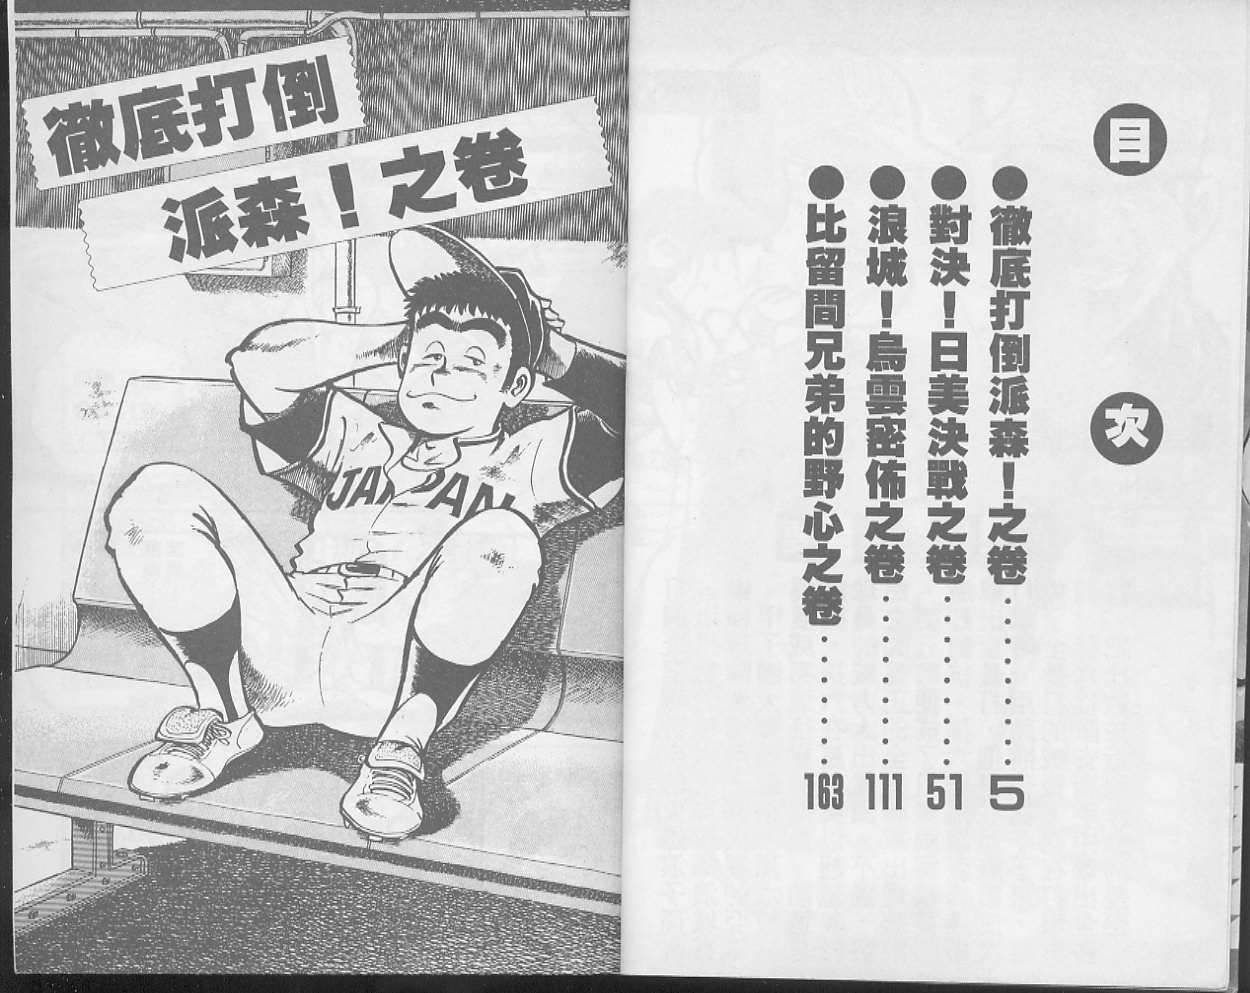 目次
●徹底打倒派森！之卷・・・・・・・・・5
●對決！日美決戰之卷・・・・・・・・・51
●浪城！烏雲密佈之卷・・・・・・・・・111
●比留間兄弟的野心之卷・・・・・・・163
徹底打倒
派森！之卷
JAPAN